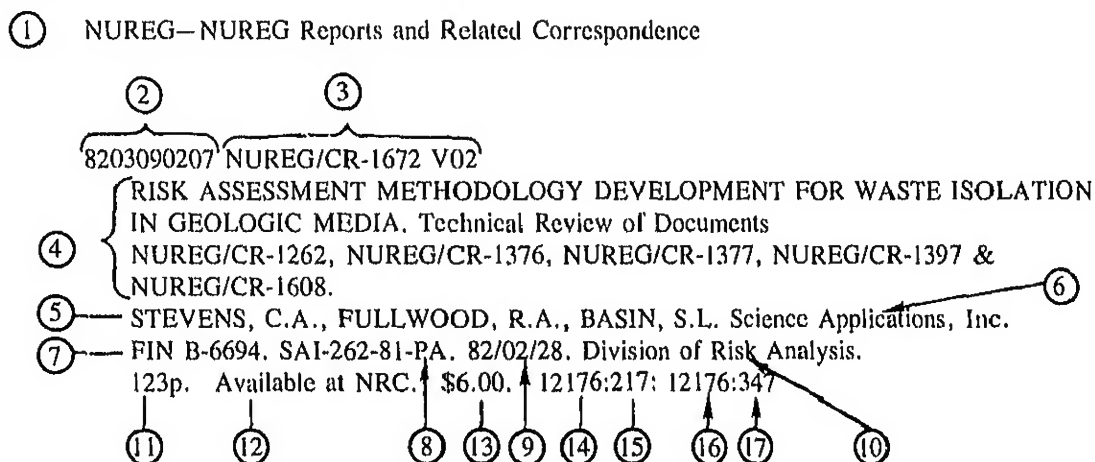 ① NUREG—NUREG Reports and Related Correspondence
② ③
8203090207 NUREG/CR-1672 V02
RISK ASSESSMENT METHODOLOGY DEVELOPMENT FOR WASTE ISOLATION
IN GEOLOGIC MEDIA. Technical Review of Documents
④ NUREG/CR-1262, NUREG/CR-1376, NUREG/CR-1377, NUREG/CR-1397 &
NUREG/CR-1608. ⑥
⑤ STEVENS, C.A., FULLWOOD, R.A., BASIN, S.L. Science Applications, Inc.
⑦ FIN B-6694. SAI-262-81-PA. 82/02/28. Division of Risk Analysis.
123p. Available at NRC. $6.00. 12176:217: 12176:347
⑪ ⑫ ⑧ ⑬ ⑨ ⑭ ⑮ ⑯ ⑰ ⑩